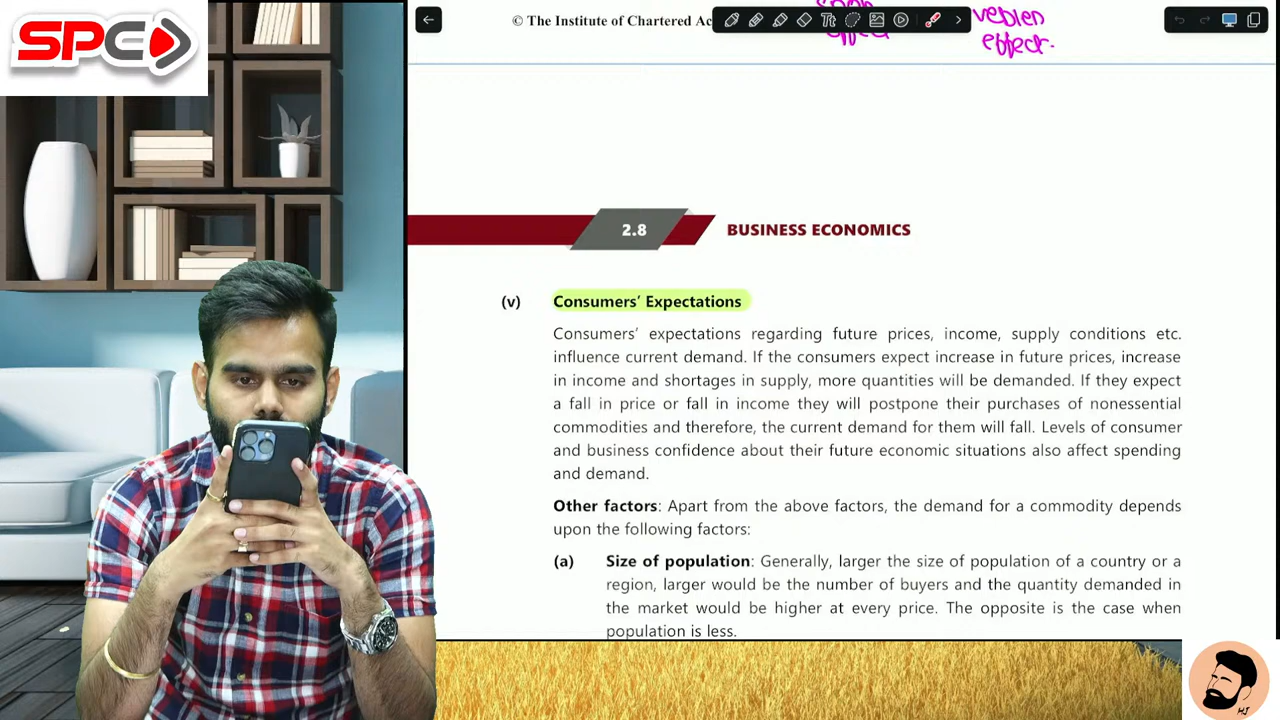 SPC
© The Institute of Chartered Ac
Tt
veblen
effect.
effect
2.8
BUSINESS ECONOMICS
(v) Consumers’ Expectations
Consumers’ expectations regarding future prices, income, supply conditions etc.
influence current demand. If the consumers expect increase in future prices, increase
in income and shortages in supply, more quantities will be demanded. If they expect
a fall in price or fall in income they will postpone their purchases of nonessential
commodities and therefore, the current demand for them will fall. Levels of consumer
and business confidence about their future economic situations also affect spending
and demand.
Other factors: Apart from the above factors, the demand for a commodity depends
upon the following factors:
(a) Size of population: Generally, larger the size of population of a country or a
region, larger would be the number of buyers and the quantity demanded in
the market would be higher at every price. The opposite is the case when
population is less.
HJ